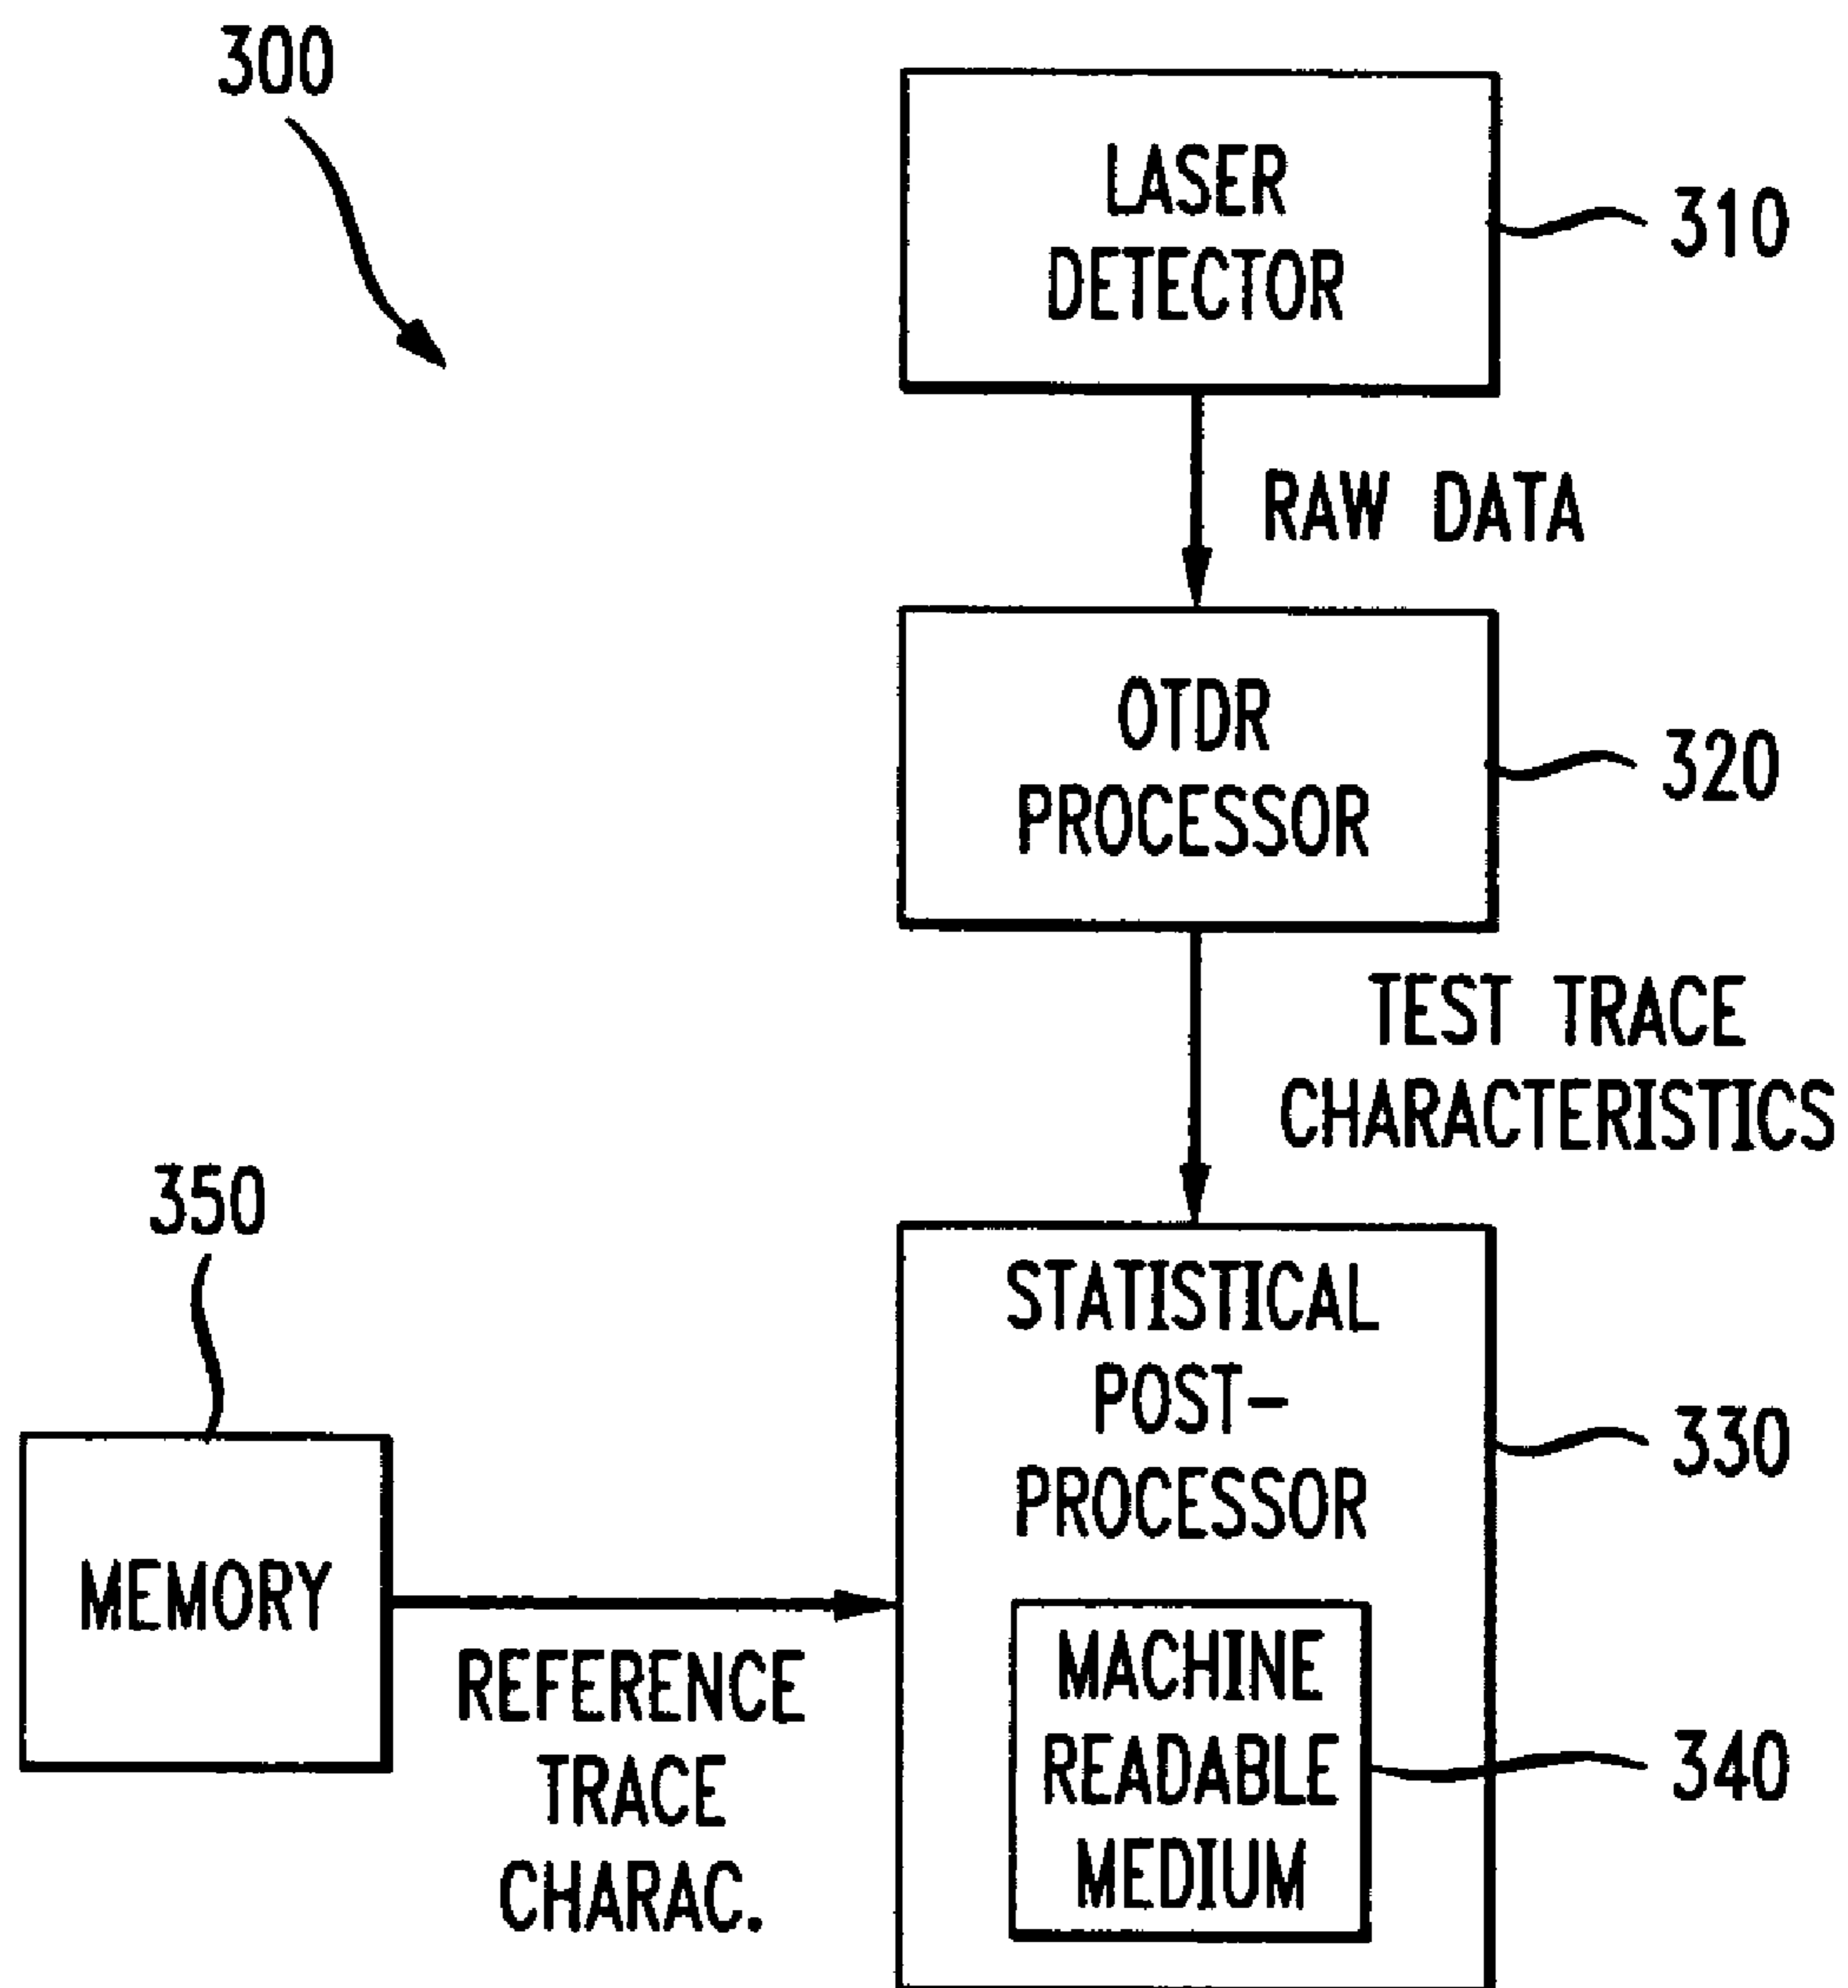 300
LASER
DETECTOR
310
RAW DATA
OTDR
PROCESSOR
320
TEST TRACE
CHARACTERISTICS
350
MEMORY
REFERENCE
TRACE
CHARAC.
STATISTICAL
POST-
PROCESSOR
330
MACHINE
READABLE
MEDIUM
340